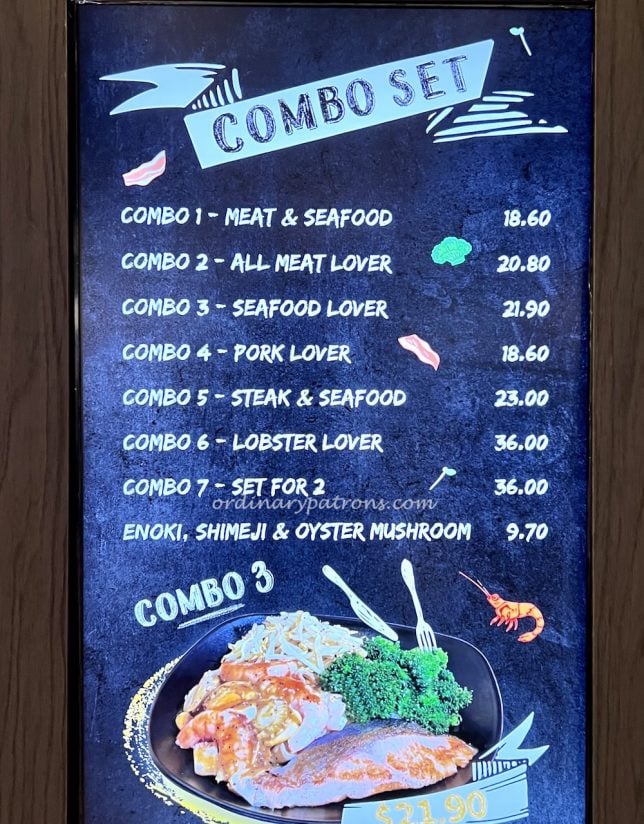 COMBO SET
COMBO 1 - MEAT & SEAFOOD 18.60
COMBO 2 - ALL MEAT LOVER 20.80
COMBO 3 - SEAFOOD LOVER 21.90
COMBO 4 - PORK LOVER 18.60
COMBO 5 - STEAK & SEAFOOD 23.00
COMBO 6 - LOBSTER LOVER 36.00
COMBO 7 - SET FOR 2 36.00
ordinarypatrons.com
ENOKI, SHIMEJI & OYSTER MUSHROOM 9.70
COMBO 3
$21.90